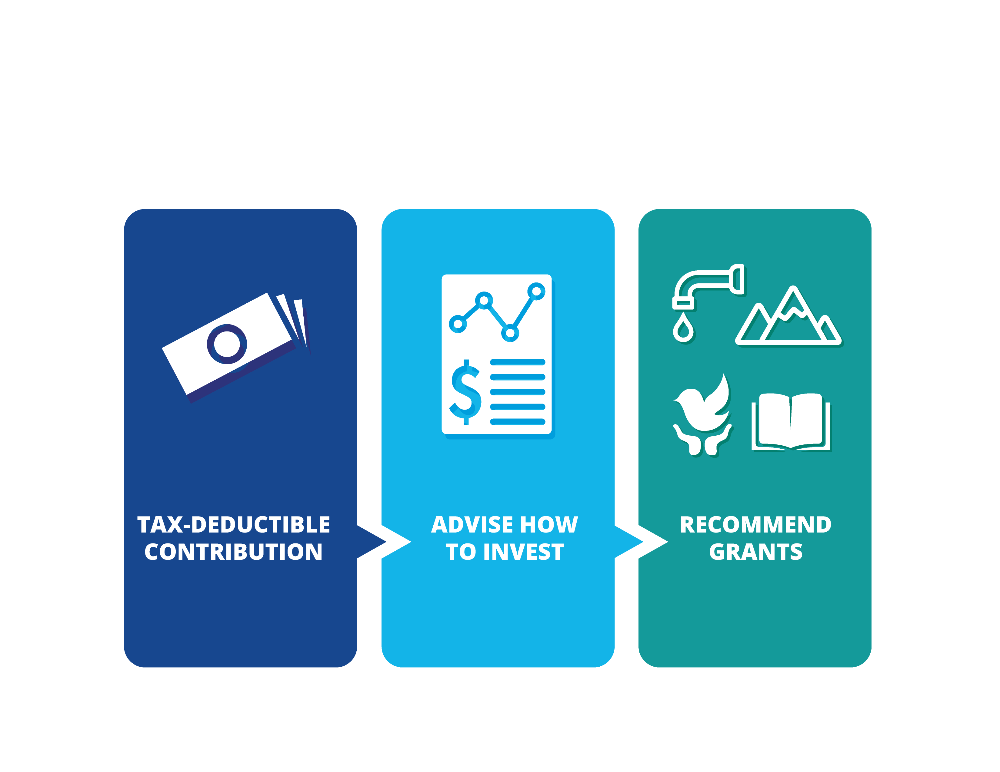 TAX-DEDUCTIBLE
CONTRIBUTION
ADVISE HOW
TO INVEST
RECOMMEND
GRANTS